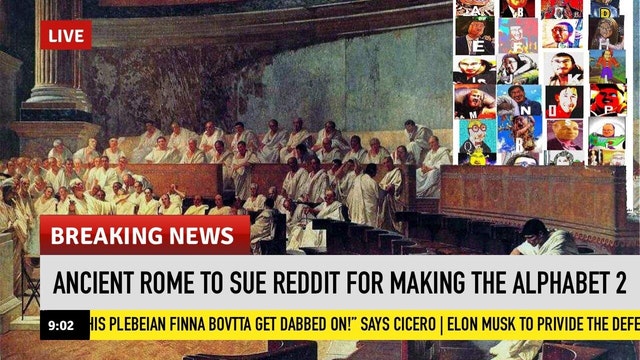 LIVE
BREAKING NEWS
ANCIENT ROME TO SUE REDDIT FOR MAKING THE ALPHABET 2
9:02
HIS PLEBEIAN FINNA BOVTTA GET DABBED ON!" SAYS CICERO | ELON MUSK TO PRIVIDE THE DEFE